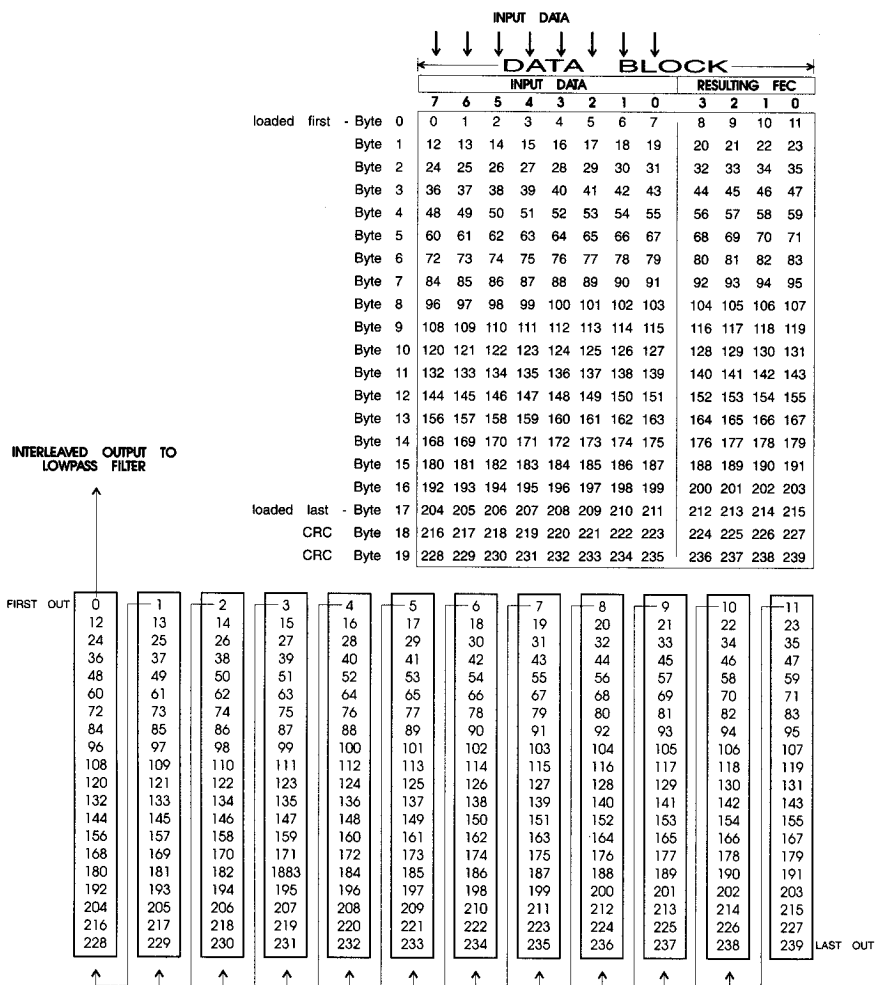 INPUT DATA
DATA BLOCK
INPUT DATA RESULTING FEC
7 6 5 4 3 2 1 0 3 2 1 0
loaded first - Byte 0 0 1 2 3 4 5 6 7 8 9 10 11
Byte 1 12 13 14 15 16 17 18 19 20 21 22 23
Byte 2 24 25 26 27 28 29 30 31 32 33 34 35
Byte 3 36 37 38 39 40 41 42 43 44 45 46 47
Byte 4 48 49 50 51 52 53 54 55 56 57 58 59
Byte 5 60 61 62 63 64 65 66 67 68 69 70 71
Byte 6 72 73 74 75 76 77 78 79 80 81 82 83
Byte 7 84 85 86 87 88 89 90 91 92 93 94 95
Byte 8 96 97 98 99 100 101 102 103 104 105 106 107
Byte 9 108 109 110 111 112 113 114 115 116 117 118 119
Byte 10 120 121 122 123 124 125 126 127 128 129 130 131
Byte 11 132 133 134 135 136 137 138 139 140 141 142 143
Byte 12 144 145 146 147 148 149 150 151 152 153 154 155
Byte 13 156 157 158 159 160 161 162 163 164 165 166 167
Byte 14 168 169 170 171 172 173 174 175 176 177 178 179
Byte 15 180 181 182 183 184 185 186 187 188 189 190 191
Byte 16 192 193 194 195 196 197 198 199 200 201 202 203
loaded last - Byte 17 204 205 206 207 208 209 210 211 212 213 214 215
CRC Byte 18 216 217 218 219 220 221 222 223 224 225 226 227
CRC Byte 19 228 229 230 231 232 233 234 235 236 237 238 239
INTERLEAVED OUTPUT TO
LOWPASS FILTER
FIRST OUT 0 1 2 3 4 5 6 7 8 9 10 11
12 13 14 15 16 17 18 19 20 21 22 23
24 25 26 27 28 29 30 31 32 33 34 35
36 37 38 39 40 41 42 43 44 45 46 47
48 49 50 51 52 53 54 55 56 57 58 59
60 61 62 63 64 65 66 67 68 69 70 71
72 73 74 75 76 77 78 79 80 81 82 83
84 85 86 87 88 89 90 91 92 93 94 95
96 97 98 99 100 101 102 103 104 105 106 107
108 109 110 111 112 113 114 115 116 117 118 119
120 121 122 123 124 125 126 127 128 129 130 131
132 133 134 135 136 137 138 139 140 141 142 143
144 145 146 147 148 149 150 151 152 153 154 155
156 157 158 159 160 161 162 163 164 165 166 167
168 169 170 171 172 173 174 175 176 177 178 179
180 181 182 1883 184 185 186 187 188 189 190 191
192 193 194 195 196 197 198 199 200 201 202 203
204 205 206 207 208 209 210 211 212 213 214 215
216 217 218 219 220 221 222 223 224 225 226 227
228 229 230 231 232 233 234 235 236 237 238 239 LAST OUT